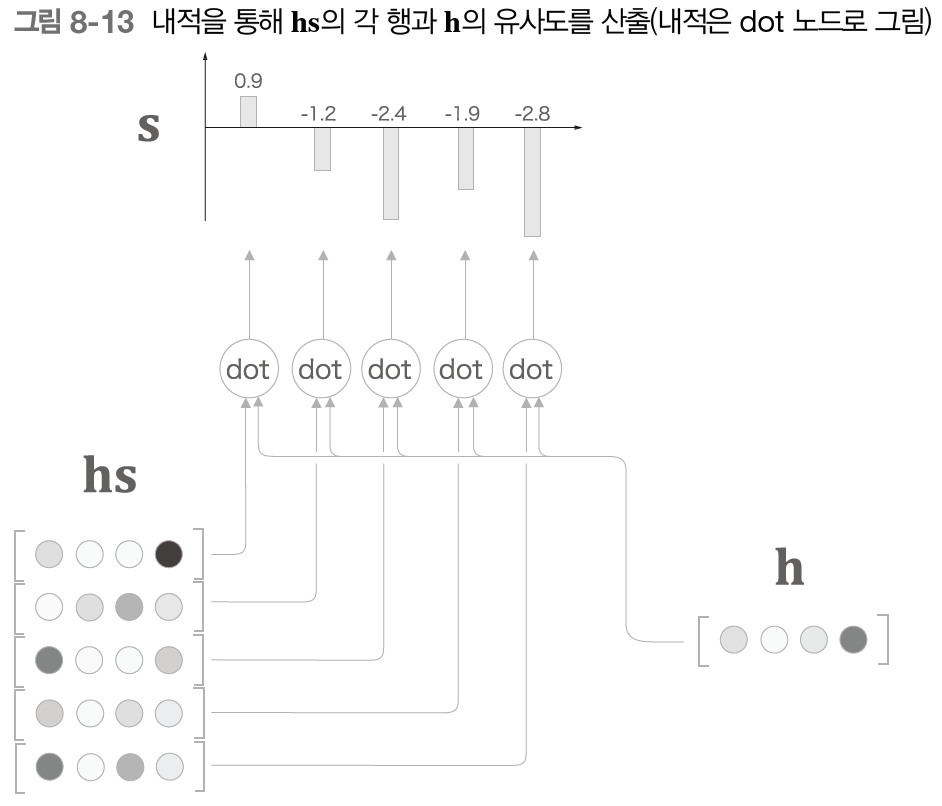 그림 8-13 내적을 통해 hs의 각 행과 h의 유사도를 산출(내적은 dot 노드로 그림)
0.9
-1.2 -2.4 -1.9 -2.8
s
dot dot dot dot dot
hs
h